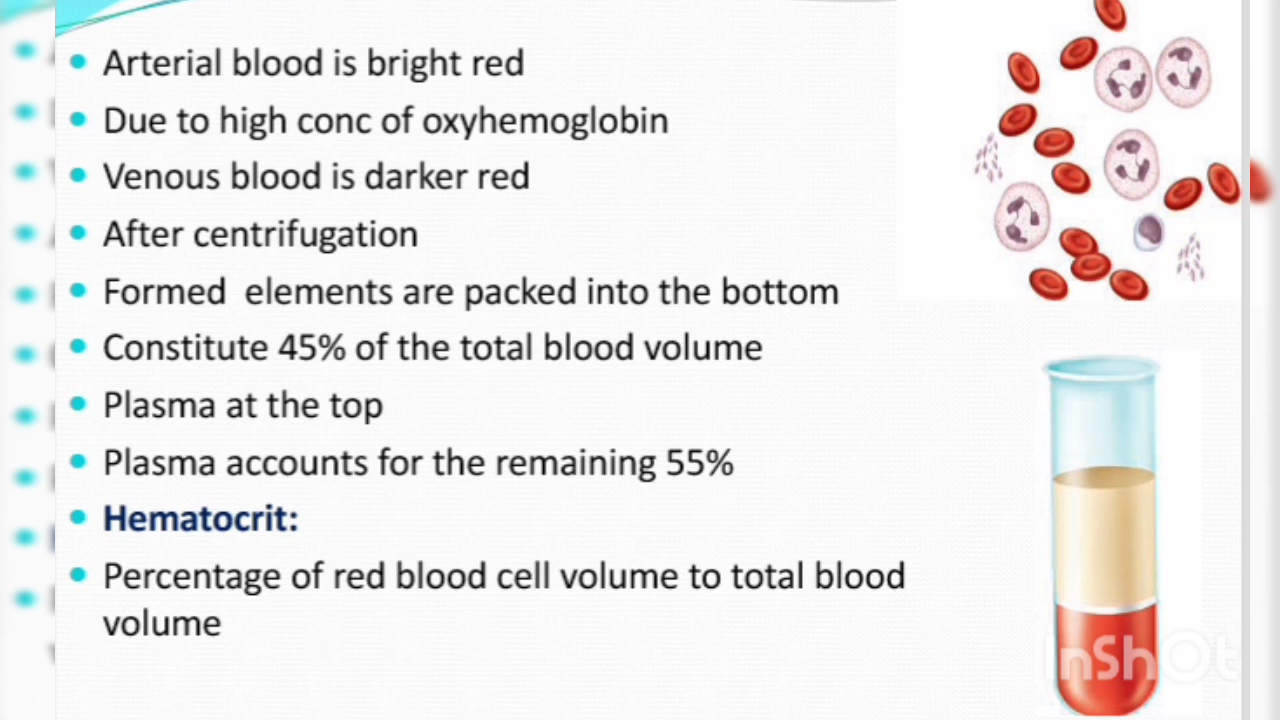 Arterial blood is bright red
Due to high conc of oxyhemoglobin
Venous blood is darker red
After centrifugation
Formed elements are packed into the bottom
Constitute 45% of the total blood volume
Plasma at the top
Plasma accounts for the remaining 55%
Hematocrit:
Percentage of red blood cell volume to total blood
volume
InShOt